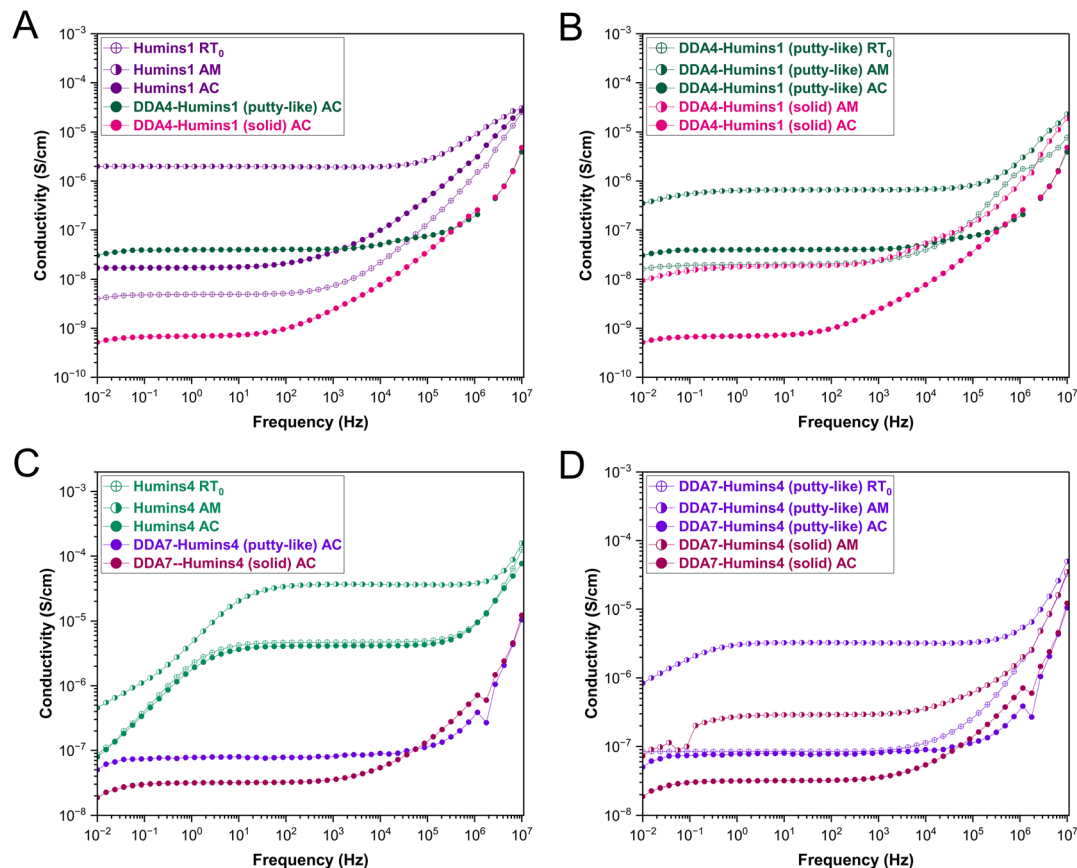 A
Humins1 RT₀
Humins1 AM
Humins1 AC
DDA4-Humins1 (putty-like) AC
DDA4-Humins1 (solid) AC
Conductivity (S/cm)
10⁻³
10⁻⁴
10⁻⁵
10⁻⁶
10⁻⁷
10⁻⁸
10⁻⁹
10⁻¹⁰
10⁻² 10⁻¹ 10⁰ 10¹ 10² 10³ 10⁴ 10⁵ 10⁶ 10⁷
Frequency (Hz)
B
DDA4-Humins1 (putty-like) RT₀
DDA4-Humins1 (putty-like) AM
DDA4-Humins1 (putty-like) AC
DDA4-Humins1 (solid) AM
DDA4-Humins1 (solid) AC
Conductivity (S/cm)
10⁻³
10⁻⁴
10⁻⁵
10⁻⁶
10⁻⁷
10⁻⁸
10⁻⁹
10⁻¹⁰
10⁻² 10⁻¹ 10⁰ 10¹ 10² 10³ 10⁴ 10⁵ 10⁶ 10⁷
Frequency (Hz)
C
Humins4 RT₀
Humins4 AM
Humins4 AC
DDA7-Humins4 (putty-like) AC
DDA7--Humins4 (solid) AC
Conductivity (S/cm)
10⁻³
10⁻⁴
10⁻⁵
10⁻⁶
10⁻⁷
10⁻⁸
10⁻² 10⁻¹ 10⁰ 10¹ 10² 10³ 10⁴ 10⁵ 10⁶ 10⁷
Frequency (Hz)
D
DDA7-Humins4 (putty-like) RT₀
DDA7-Humins4 (putty-like) AM
DDA7-Humins4 (putty-like) AC
DDA7-Humins4 (solid) AM
DDA7-Humins4 (solid) AC
Conductivity (S/cm)
10⁻³
10⁻⁴
10⁻⁵
10⁻⁶
10⁻⁷
10⁻⁸
10⁻² 10⁻¹ 10⁰ 10¹ 10² 10³ 10⁴ 10⁵ 10⁶ 10⁷
Frequency (Hz)